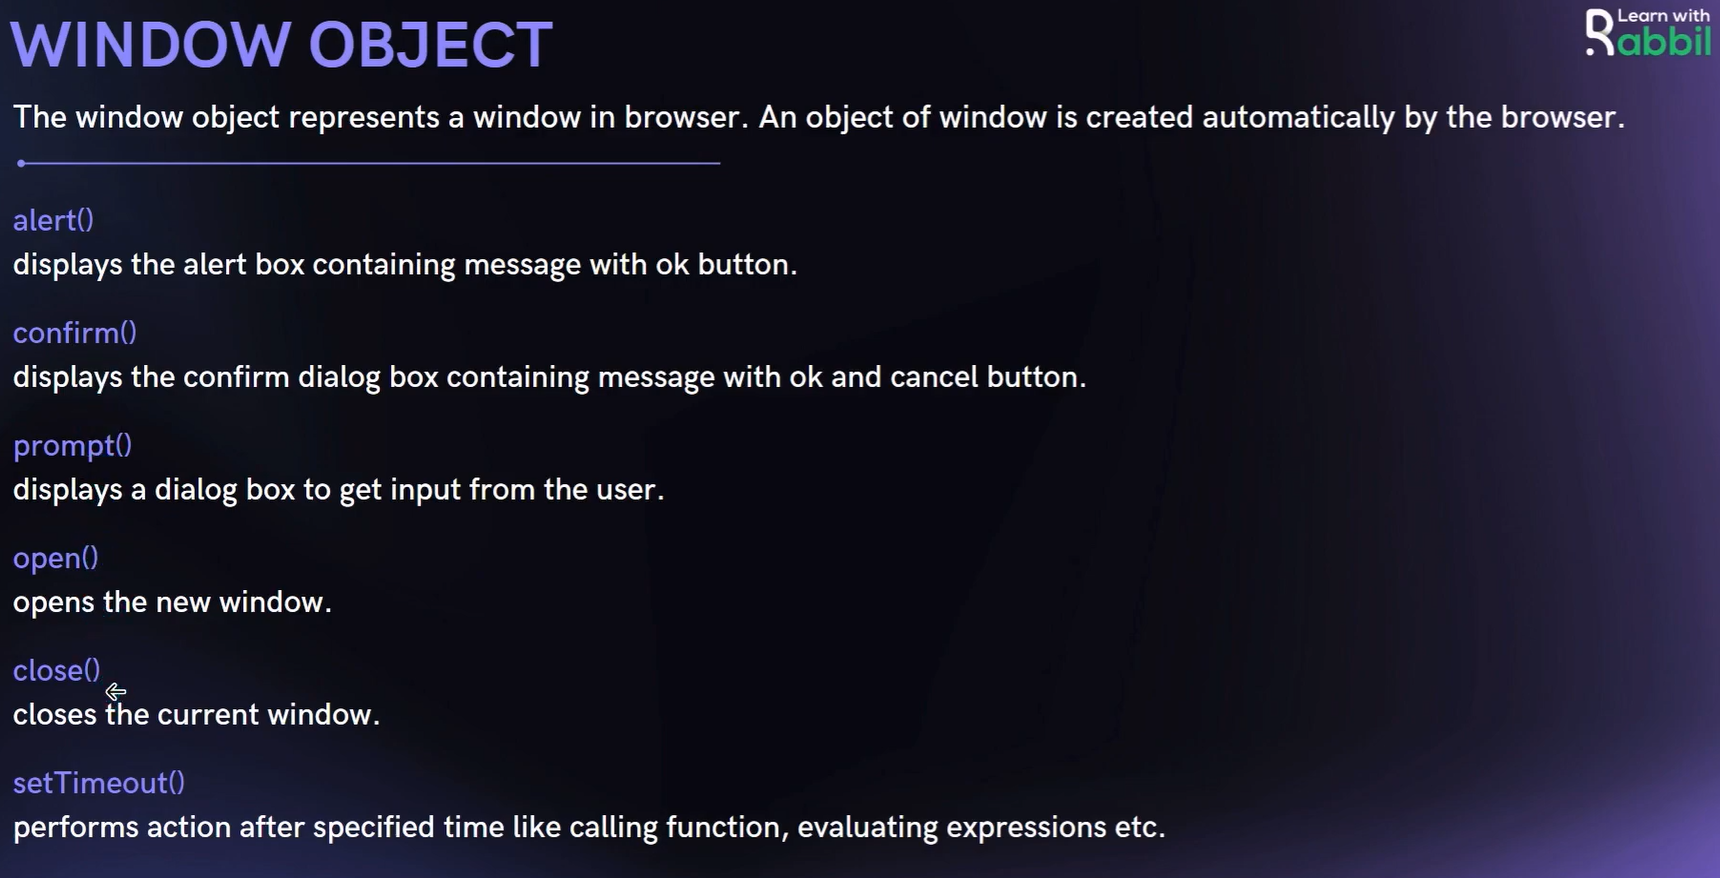 WINDOW OBJECT
Learn with
Rabbil
The window object represents a window in browser. An object of window is created automatically by the browser.
alert()
displays the alert box containing message with ok button.
confirm()
displays the confirm dialog box containing message with ok and cancel button.
prompt()
displays a dialog box to get input from the user.
open()
opens the new window.
close()
closes the current window.
setTimeout()
performs action after specified time like calling function, evaluating expressions etc.